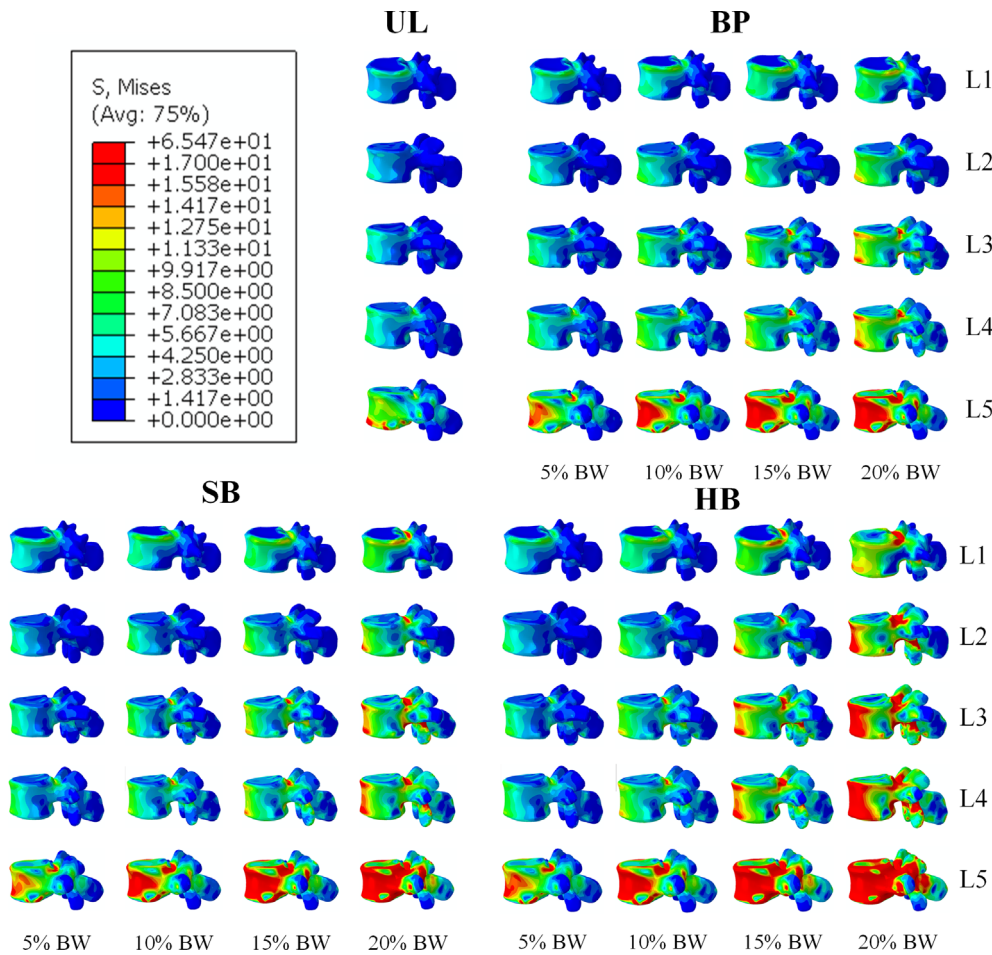 UL
BP
S, Mises
(Avg: 75%)
+6.547e+01
+1.700e+01
+1.558e+01
+1.417e+01
+1.275e+01
+1.133e+01
+9.917e+00
+8.500e+00
+7.083e+00
+5.667e+00
+4.250e+00
+2.833e+00
+1.417e+00
+0.000e+00
L1
L2
L3
L4
L5
5% BW 10% BW 15% BW 20% BW
SB
HB
L1
L2
L3
L4
L5
5% BW 10% BW 15% BW 20% BW 5% BW 10% BW 15% BW 20% BW